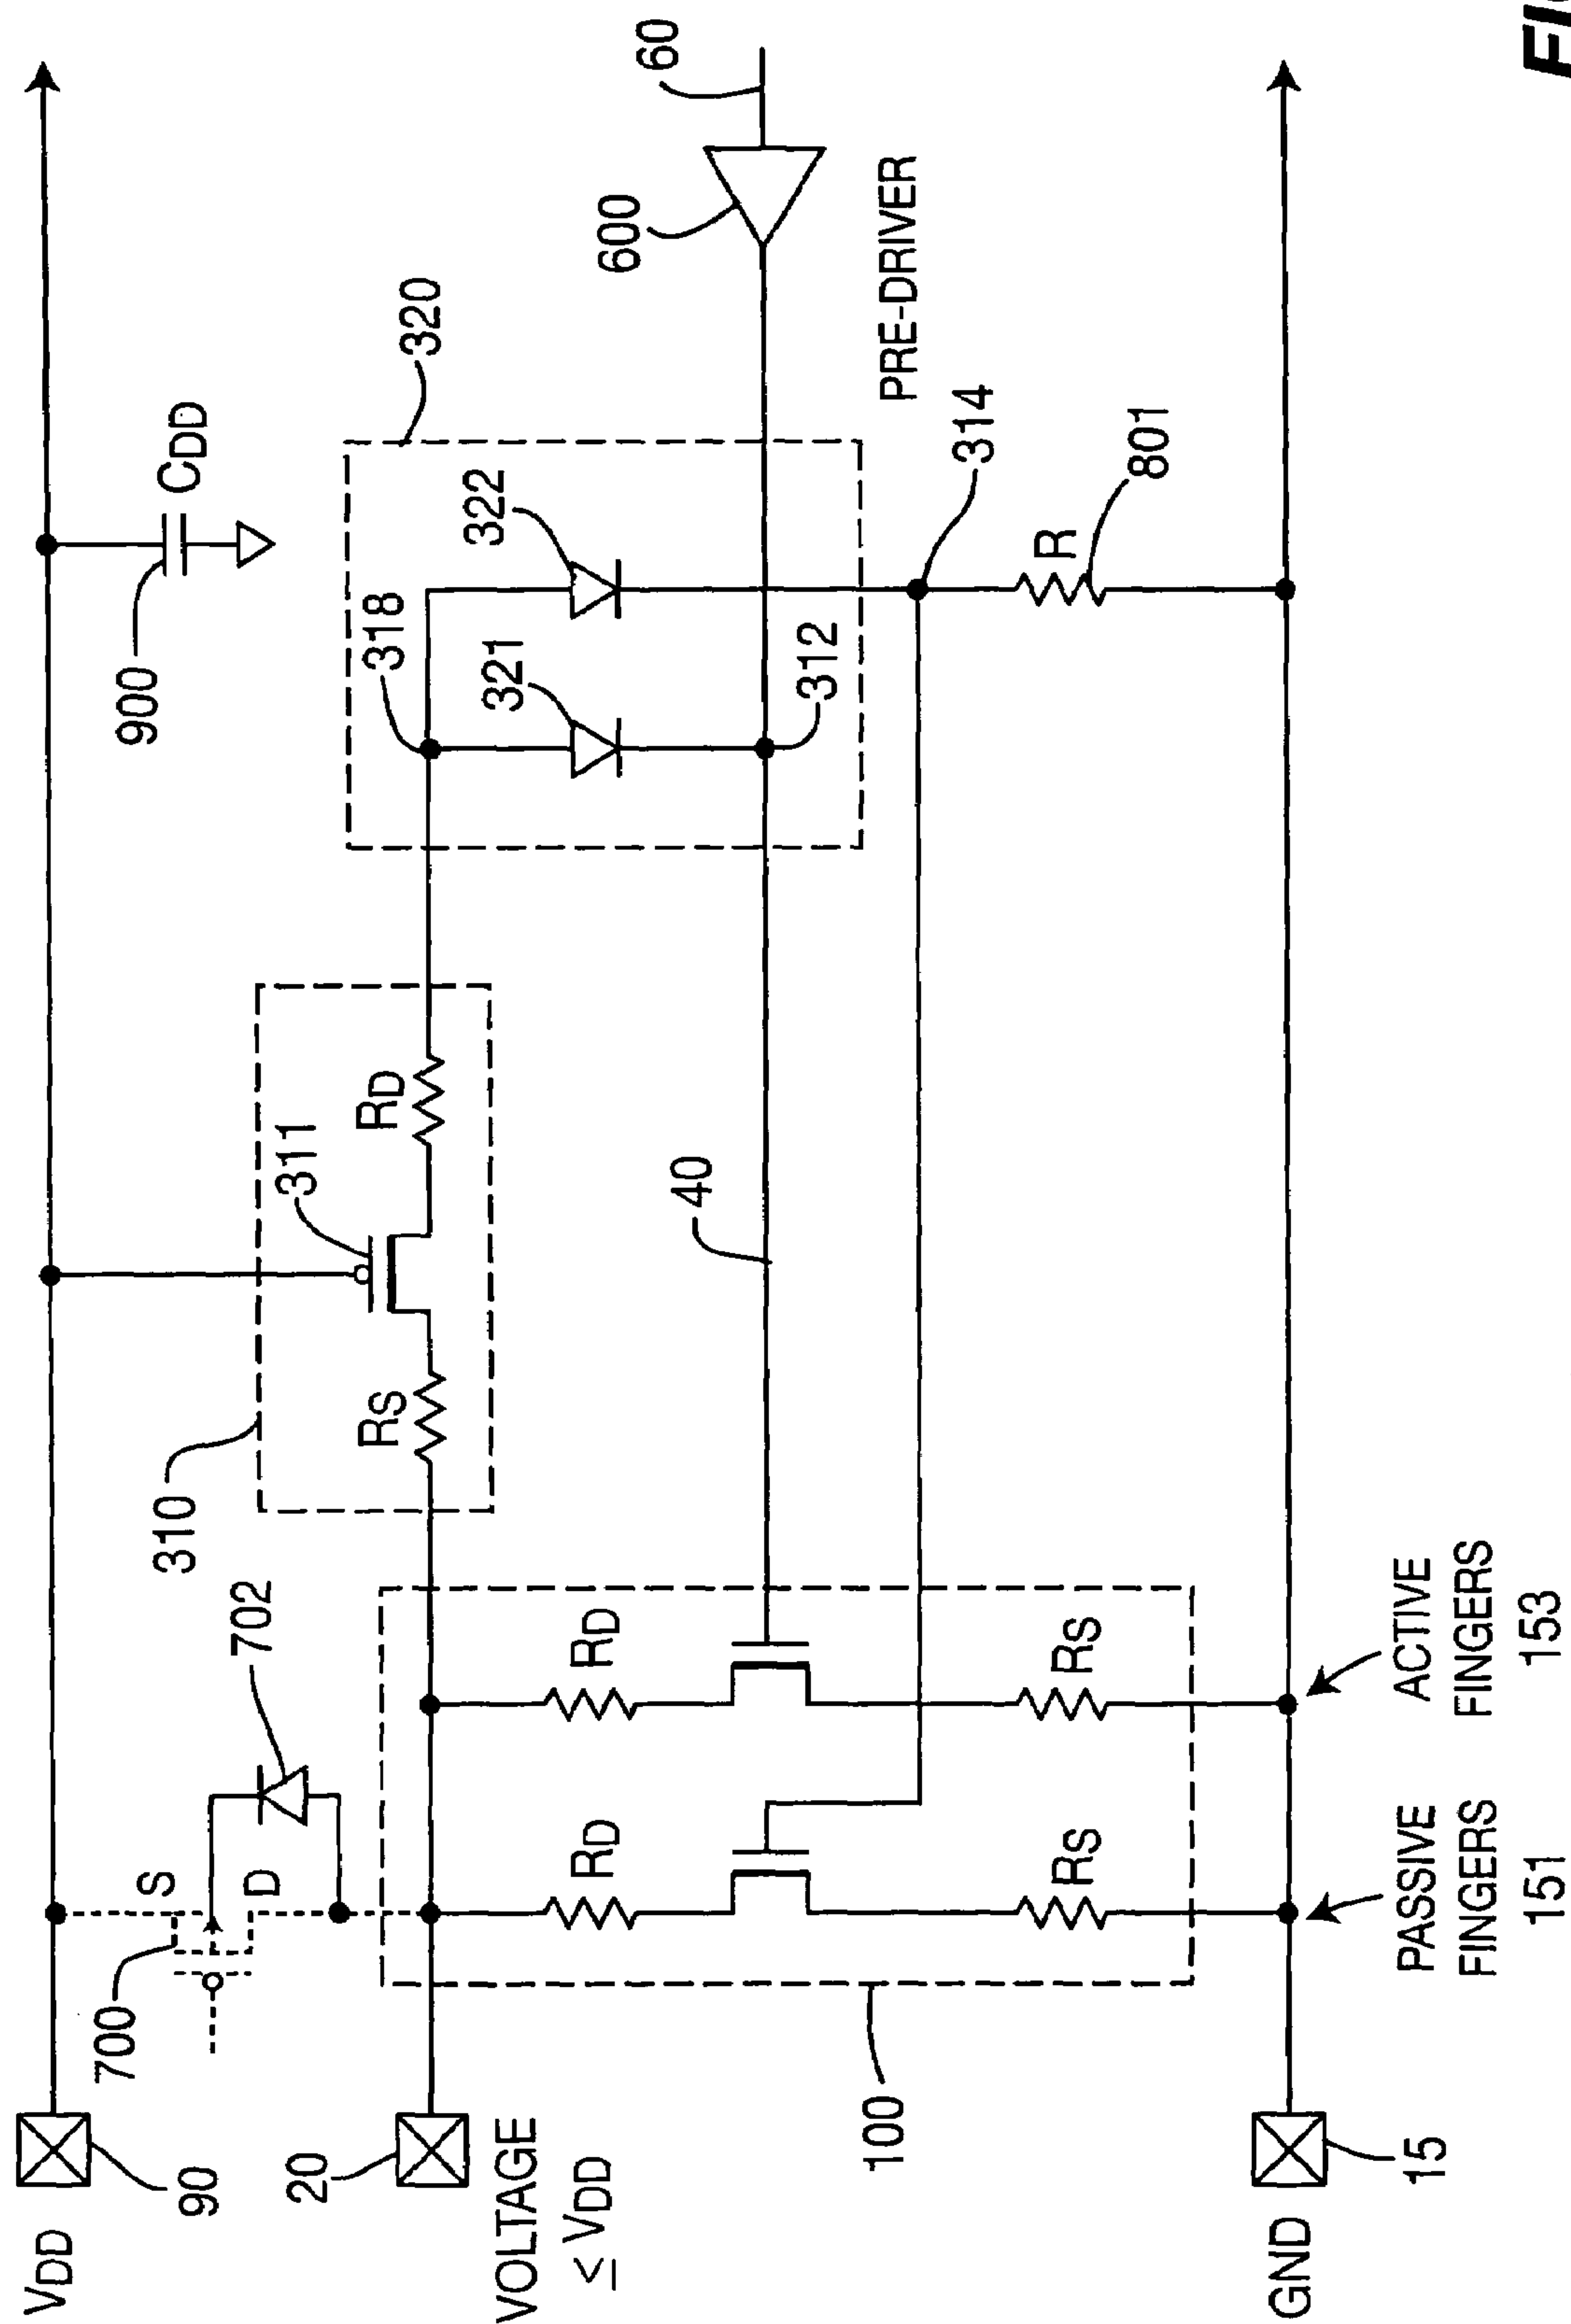 VDD
90
700
S
D
702
310
311
RS
RD
900
CDD
318
320
321
322
312
600
60
PRE-DRIVER
314
R
801
20
VOLTAGE
≤ VDD
RD
RD
40
RS
RS
100
GND
15
PASSIVE
FINGERS
151
ACTIVE
FINGERS
153